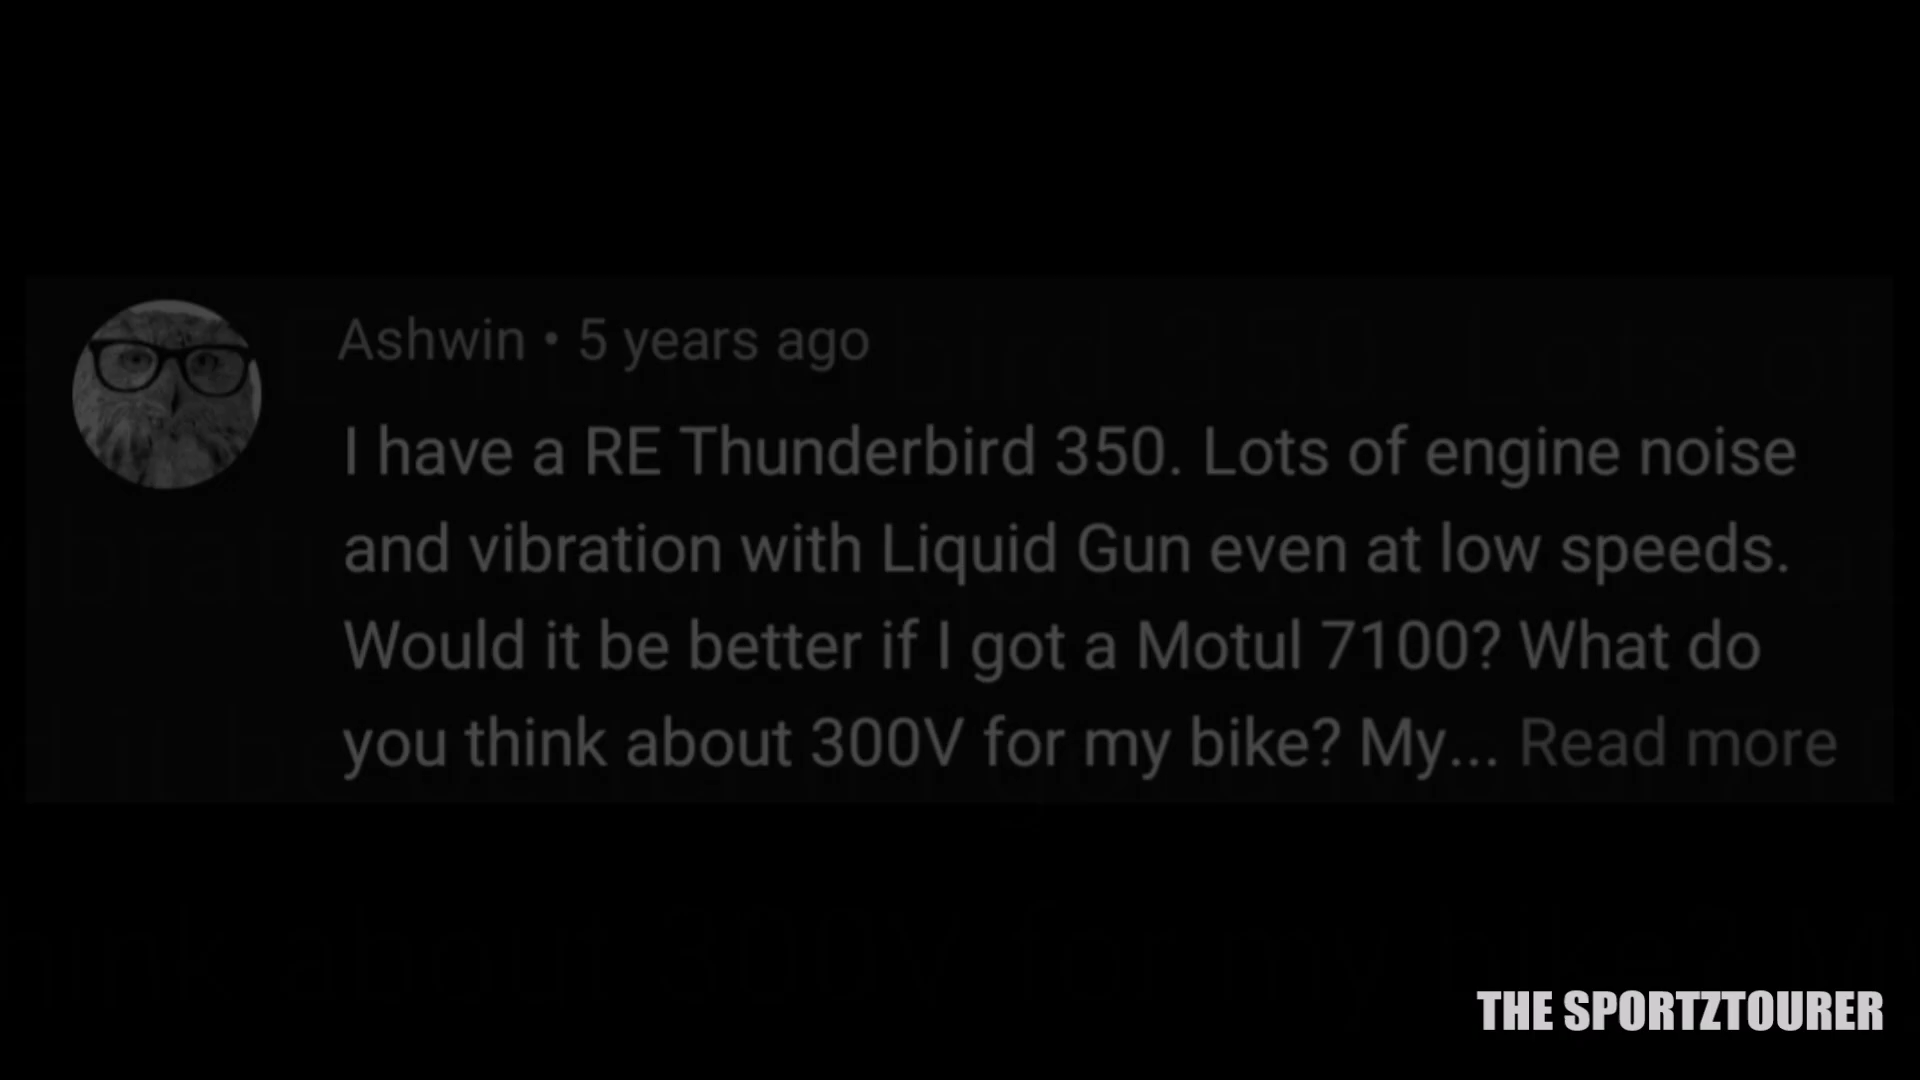 Ashwin • 5 years ago
I have a RE Thunderbird 350. Lots of engine noise
and vibration with Liquid Gun even at low speeds.
Would it be better if I got a Motul 7100? What do
you think about 300V for my bike? My... Read more
THE SPORTZTOURER